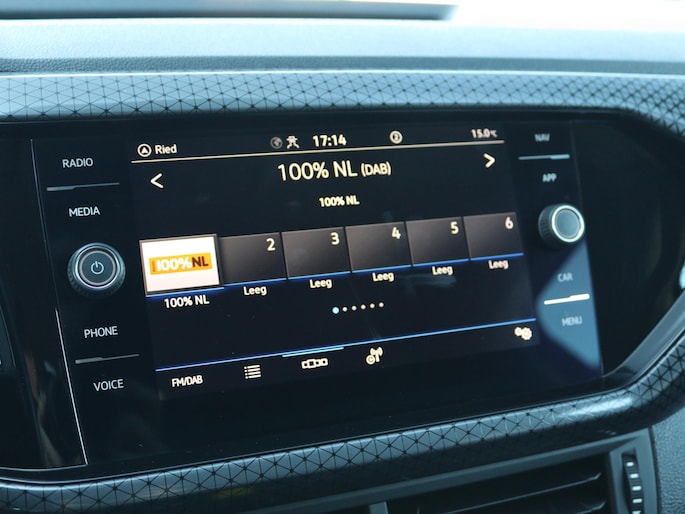 RADIO
MEDIA
PHONE
VOICE
Ried
17:14
2
15.0°C
100% NL (DAB)
100% NL
100%NL
2
3
4
5
6
100% NL
Leeg
Leeg
Leeg
Leeg
Leeg
FM/DAB
NAV
APP
CAR
MENU